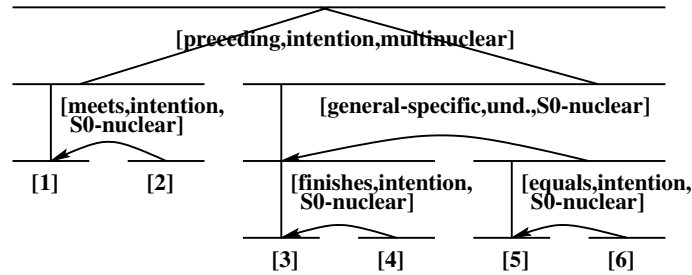 [preceding,intention,multinuclear]
[meets,intention,
S0-nuclear]
[general-specific,und.,S0-nuclear]
[1]
[2]
[finishes,intention,
S0-nuclear]
[equals,intention,
S0-nuclear]
[3]
[4]
[5]
[6]